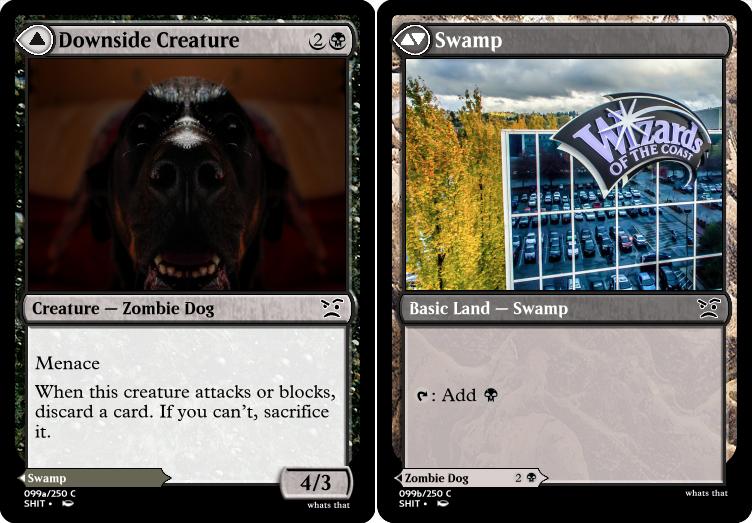 Downside Creature 2
Creature — Zombie Dog
Menace
When this creature attacks or blocks,
discard a card. If you can't, sacrifice
it.
Swamp
4/3
099a/250 C
SHIT •
whats that
Swamp
Wizards
OF THE COAST
Basic Land — Swamp
: Add
Zombie Dog 2
099b/250 C
SHIT •
whats that